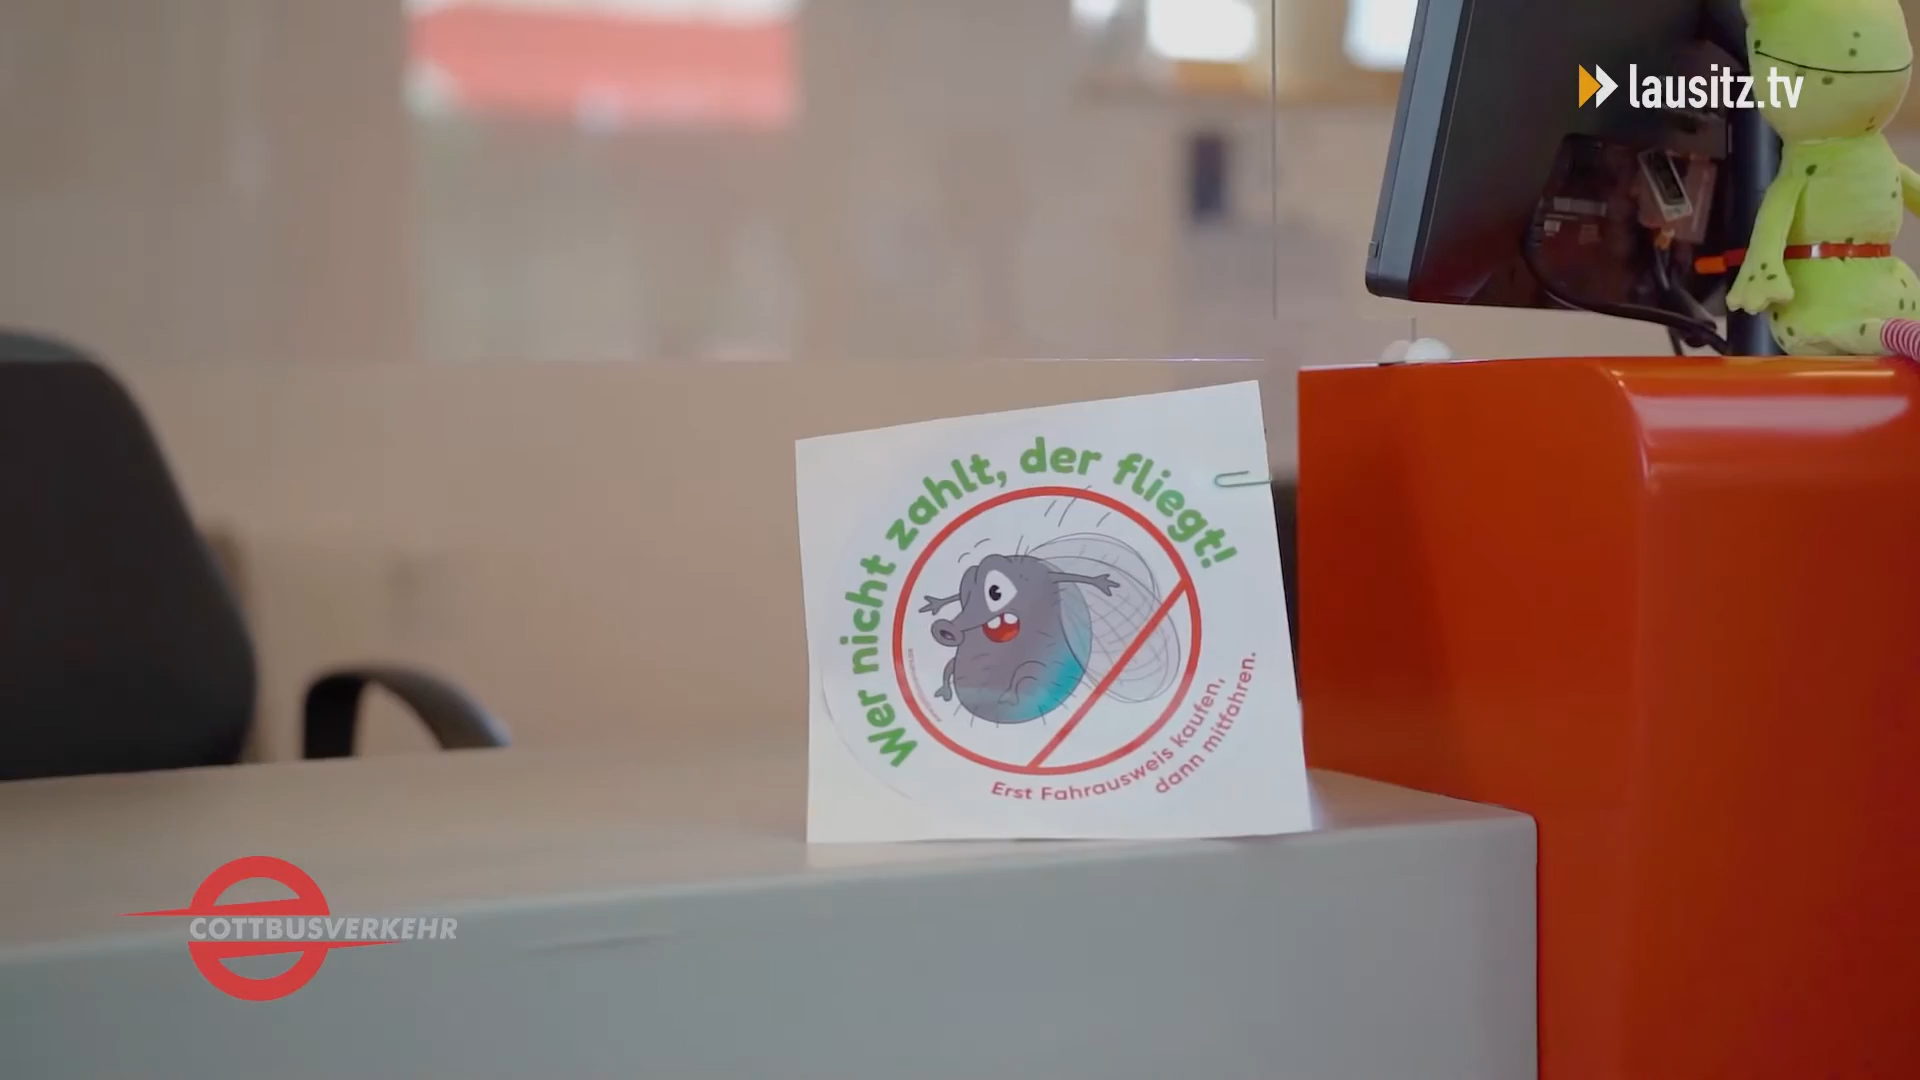 lausitz.tv
Wer nicht zahlt, der fliegt!
Erst Fahrausweis kaufen,
dann mitfahren.
COTTBUSVERKEHR